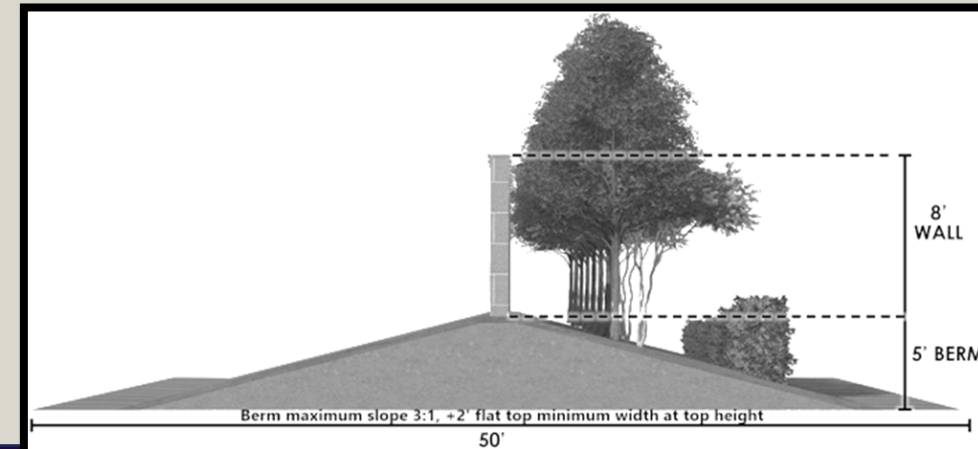 8'
WALL
5' BERM
Berm maximum slope 3:1, +2' flat top minimum width at top height
50'